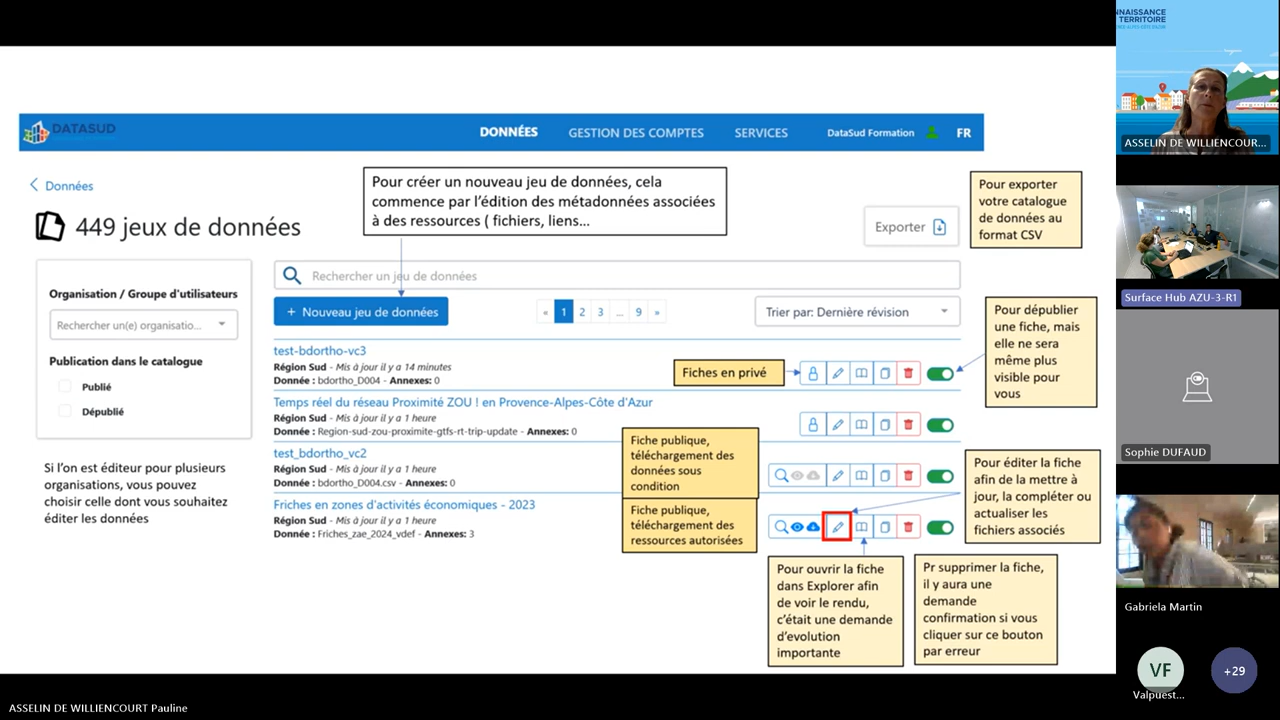 DATASUD
DONNÉES
GESTION DES COMPTES
SERVICES
DataSud Formation
FR
Données
449 jeux de données
Pour créer un nouveau jeu de données, cela
commence par l'édition des métadonnées associées
à des ressources ( fichiers, liens...
Exporter
Pour exporter
votre catalogue
de données au
format CSV
Organisation / Groupe d'utilisateurs
Rechercher un(e) organisatio...
Publication dans le catalogue
Publié
Dépublié
Si l'on est éditeur pour plusieurs
organisations, vous pouvez
choisir celle dont vous souhaitez
éditer les données
Rechercher un jeu de données
+ Nouveau jeu de données
« 1 2 3 ... 9 »
Trier par: Dernière révision
test-bdortho-vc3
Région Sud - Mis à jour il y a 14 minutes
Donnée : bdortho_D004 - Annexes: 0
Fiches en privé
Pour dépublier
une fiche, mais
elle ne sera
même plus
visible pour
vous
Temps réel du réseau Proximité ZOU ! en Provence-Alpes-Côte d'Azur
Région Sud - Mis à jour il y a 1 heure
Donnée : Region-sud-zou-proximite-gtfs-rt-trip-update - Annexes: 0
test_bdortho_vc2
Région Sud - Mis à jour il y a 1 heure
Donnée : bdortho_D004.csv - Annexes: 0
Fiche publique,
téléchargement des
données sous
condition
Friches en zones d'activités économiques - 2023
Région Sud - Mis à jour il y a 1 heure
Donnée : Friches_zae_2024_vdef - Annexes: 3
Fiche publique,
téléchargement des
ressources autorisées
Pour éditer la fiche
afin de la mettre à
jour, la compléter ou
actualiser les
fichiers associés
Pour ouvrir la fiche
dans Explorer afin
de voir le rendu,
c'était une demande
d'evolution
importante
Pr supprimer la fiche,
il y aura une
demande
confirmation si vous
cliquer sur ce bouton
par erreur
ASSELIN DE WILLIENCOURT Pauline
NNAISSANCE
TERRITOIRE
ASSELIN DE WILLIENCOUR...
Surface Hub AZU-3-R1
Sophie DUFAUD
Gabriela Martin
VF
Valpuest...
+29